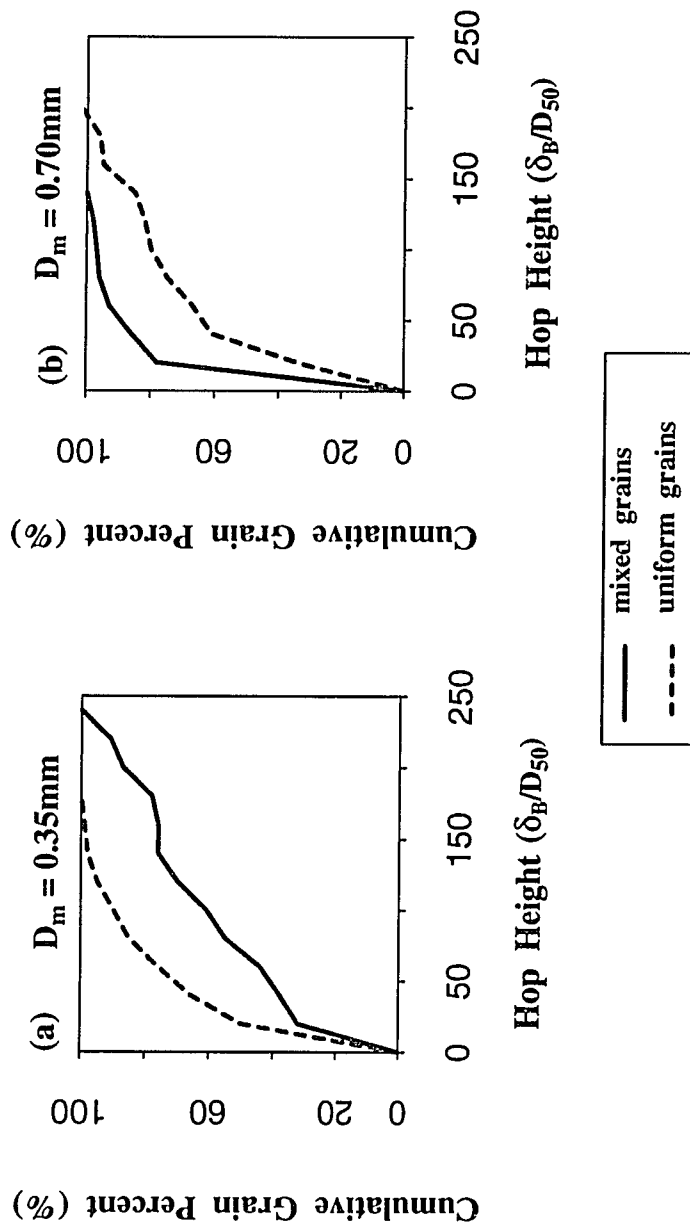 (a) D_m = 0.35mm
Cumulative Grain Percent (%)
100
60
20
0
0 50 150 250
Hop Height (δ_B/D_50)
(b) D_m = 0.70mm
Cumulative Grain Percent (%)
100
60
20
0
0 50 150 250
Hop Height (δ_B/D_50)
mixed grains
uniform grains